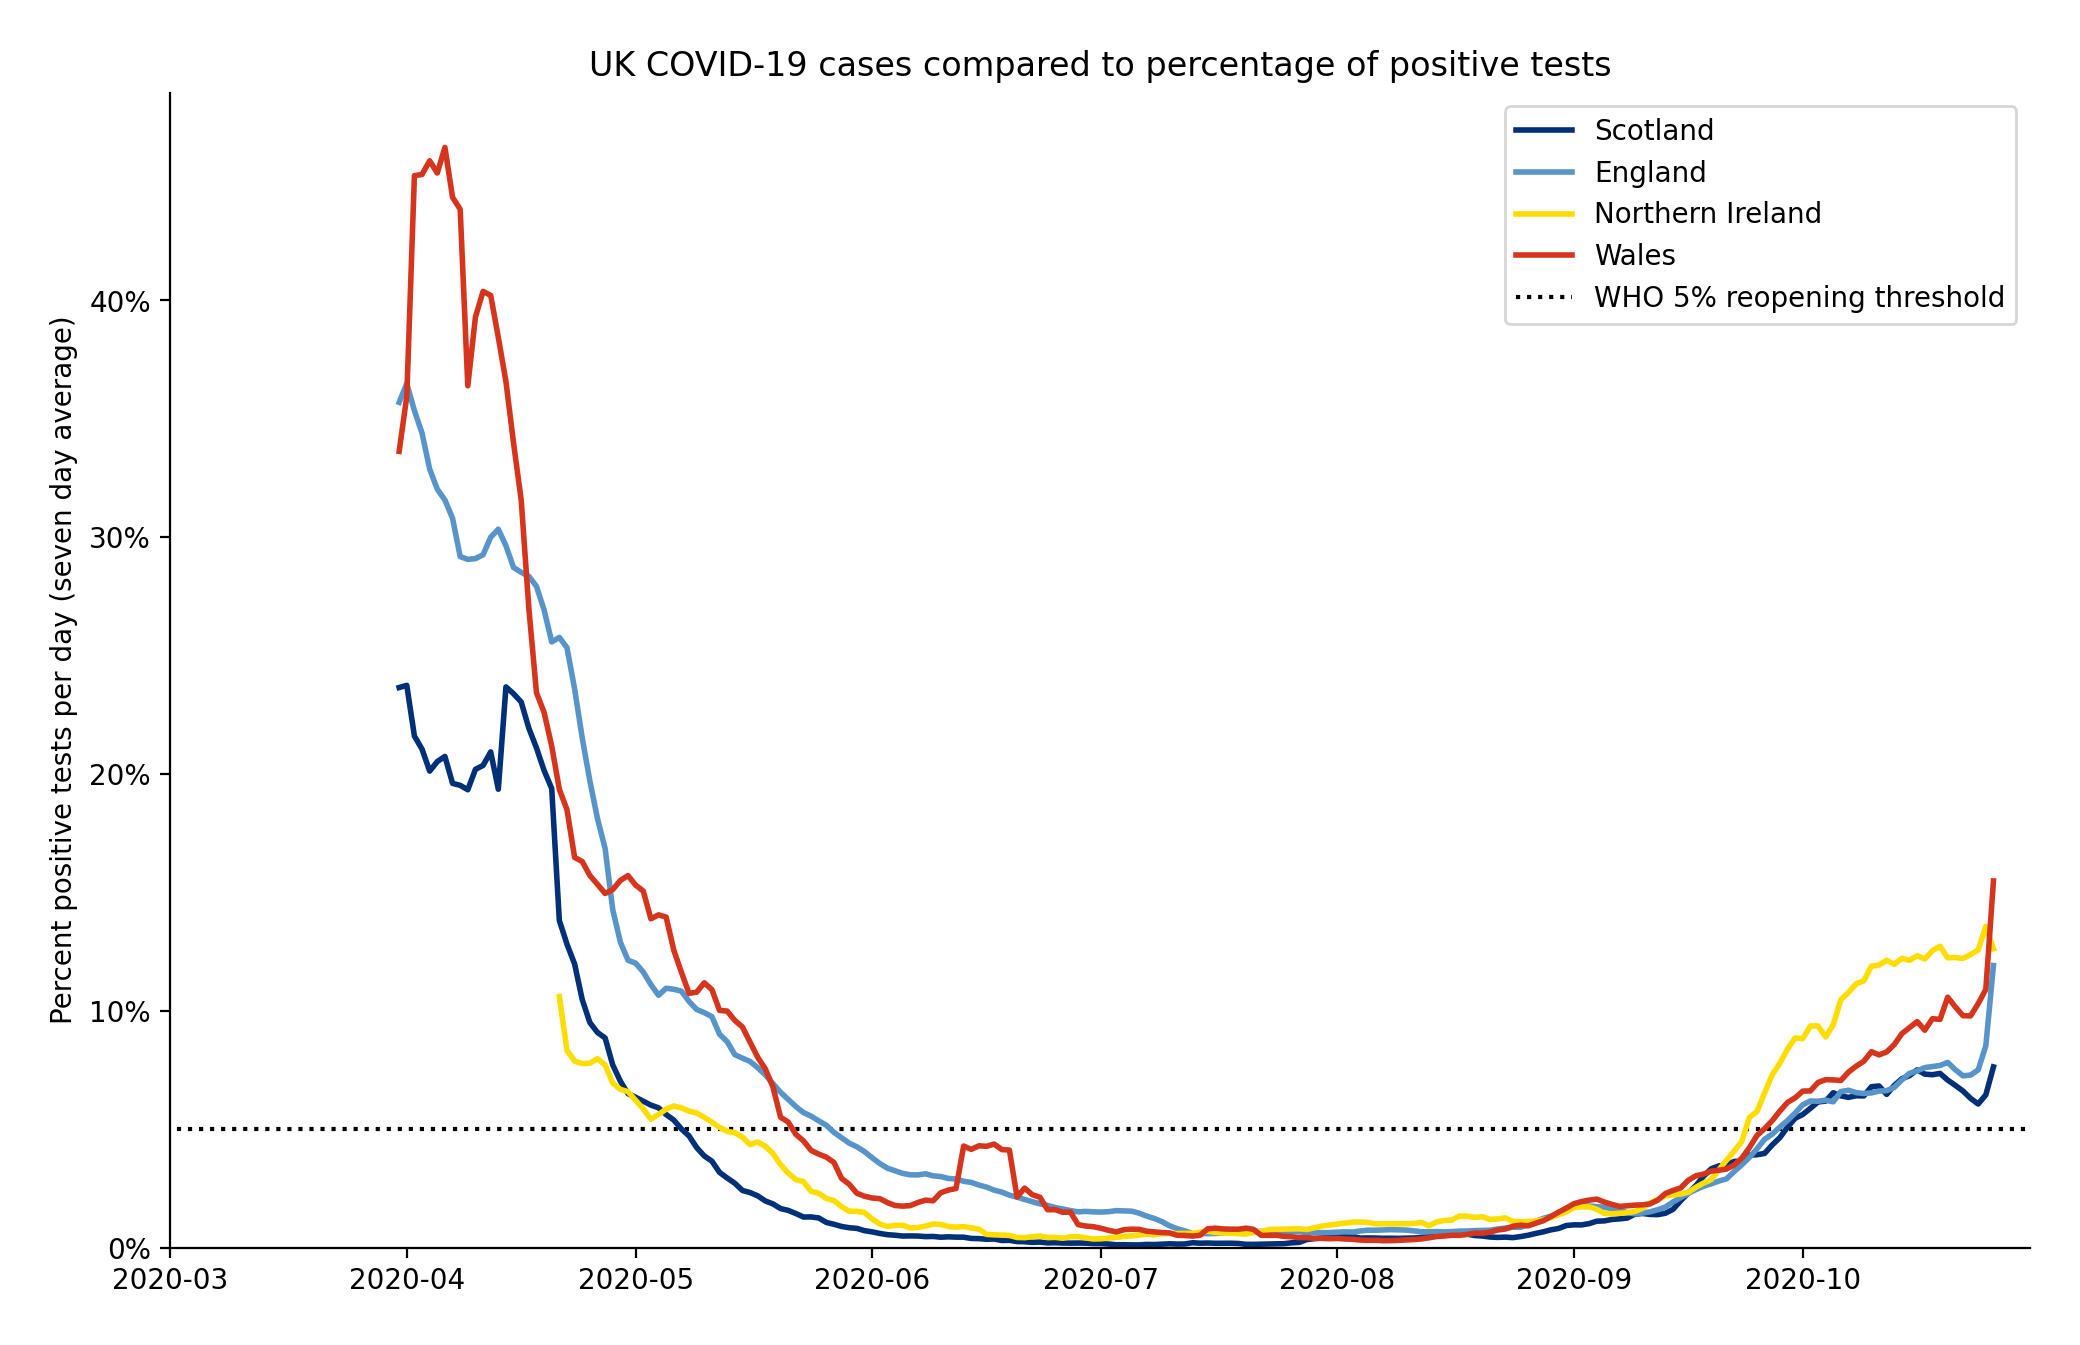 UK COVID-19 cases compared to percentage of positive tests
Scotland
England
Northern Ireland
Wales
WHO 5% reopening threshold
Percent positive tests per day (seven day average)
40%
30%
20%
10%
0%
2020-03 2020-04 2020-05 2020-06 2020-07 2020-08 2020-09 2020-10